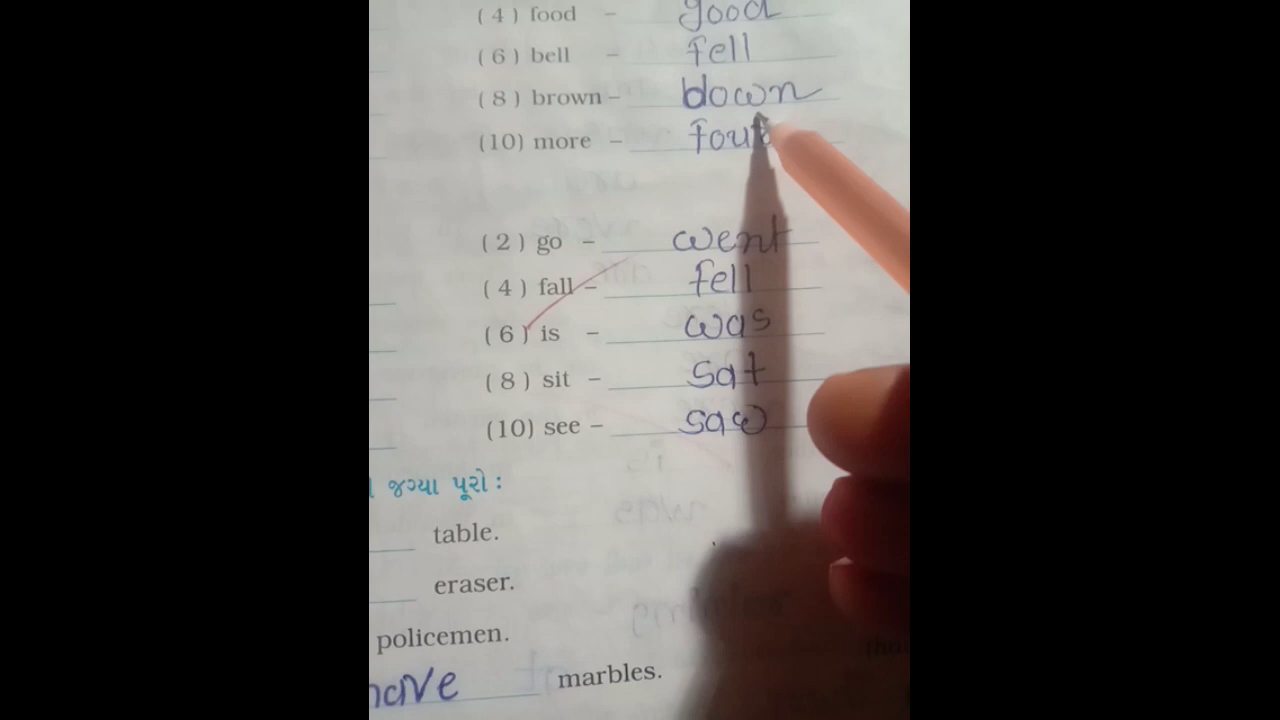 (4) food - good
(6) bell - fell
(8) brown - down
(10) more - four
(2) go - went
(4) fall - fell
(6) is - was
(8) sit - sat
(10) see - saw
જગ્યા પૂરો :
table.
eraser.
policemen.
have marbles.